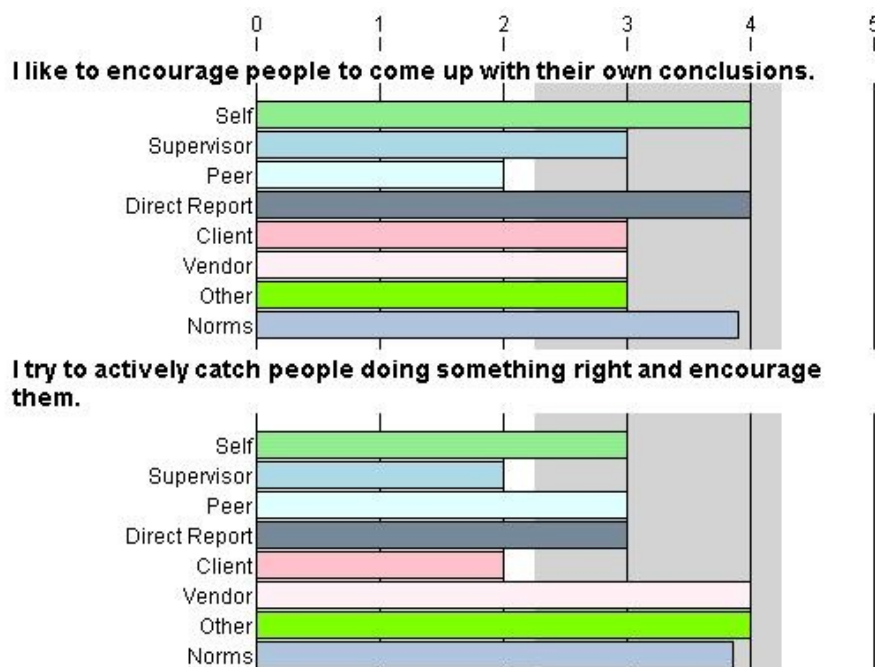 0 1 2 3 4 5
I like to encourage people to come up with their own conclusions.
Self
Supervisor
Peer
Direct Report
Client
Vendor
Other
Norms
I try to actively catch people doing something right and encourage
them.
Self
Supervisor
Peer
Direct Report
Client
Vendor
Other
Norms